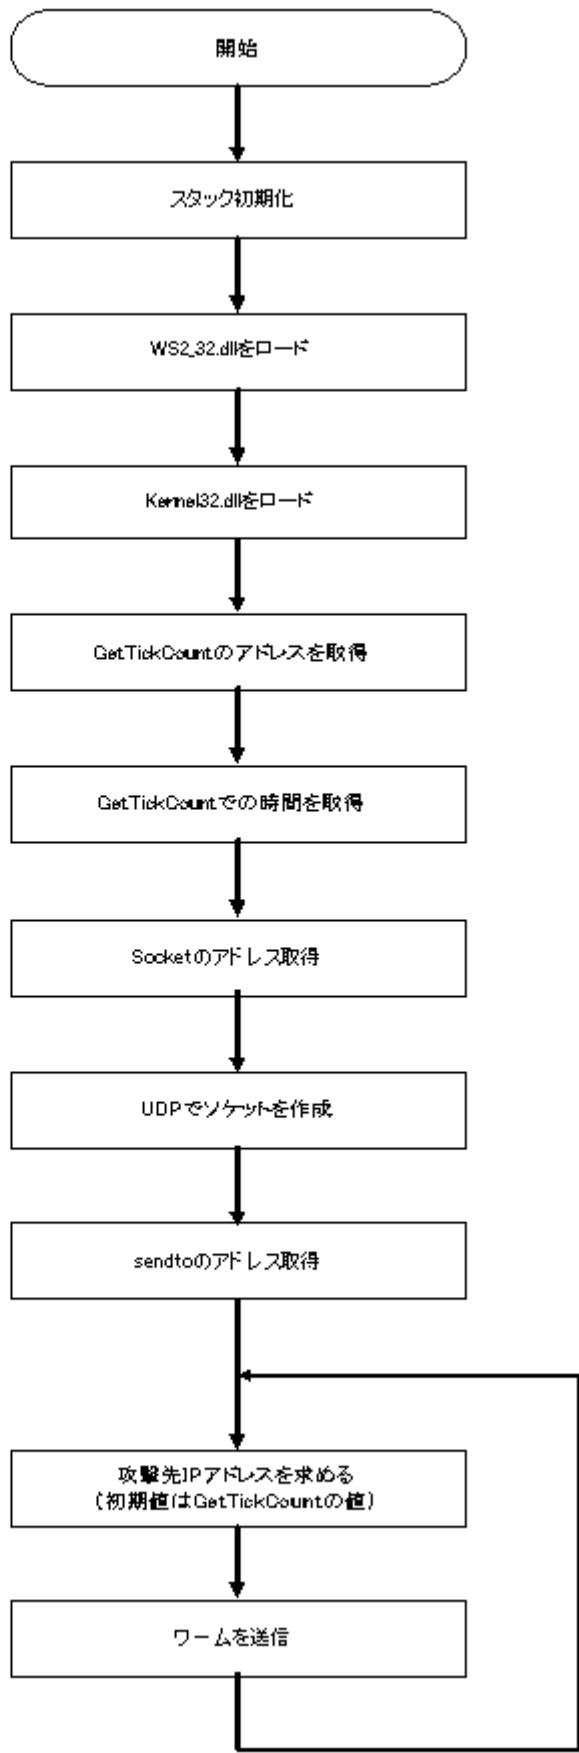 開始
スタック初期化
WS2_32.dllをロード
Kernel32.dllをロード
GetTickCountのアドレスを取得
GetTickCountでの時間を取得
Socketのアドレス取得
UDPでソケットを作成
sendtoのアドレス取得
攻撃先IPアドレスを求める
(初期値はGetTickCountの値)
ワームを送信